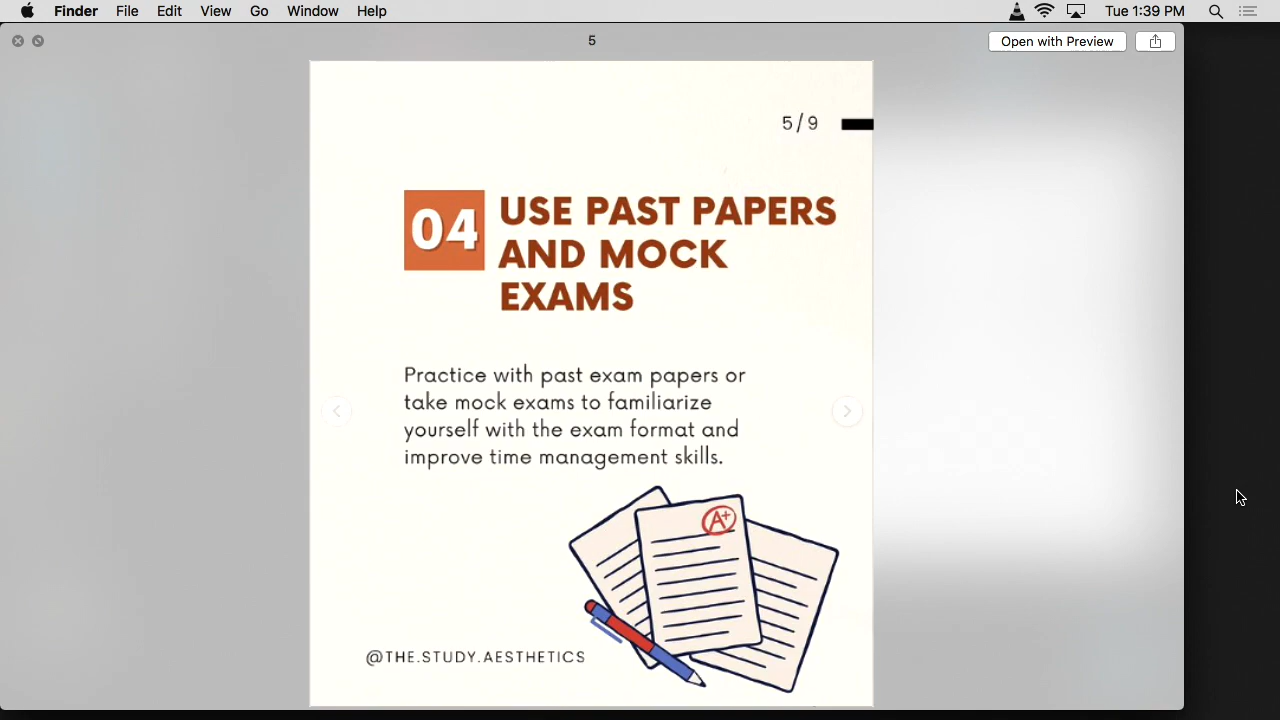 Finder File Edit View Go Window Help Tue 1:39 PM
5 Open with Preview
5/9
04 USE PAST PAPERS
AND MOCK
EXAMS
Practice with past exam papers or
take mock exams to familiarize
yourself with the exam format and
improve time management skills.
A+
@THE.STUDY.AESTHETICS